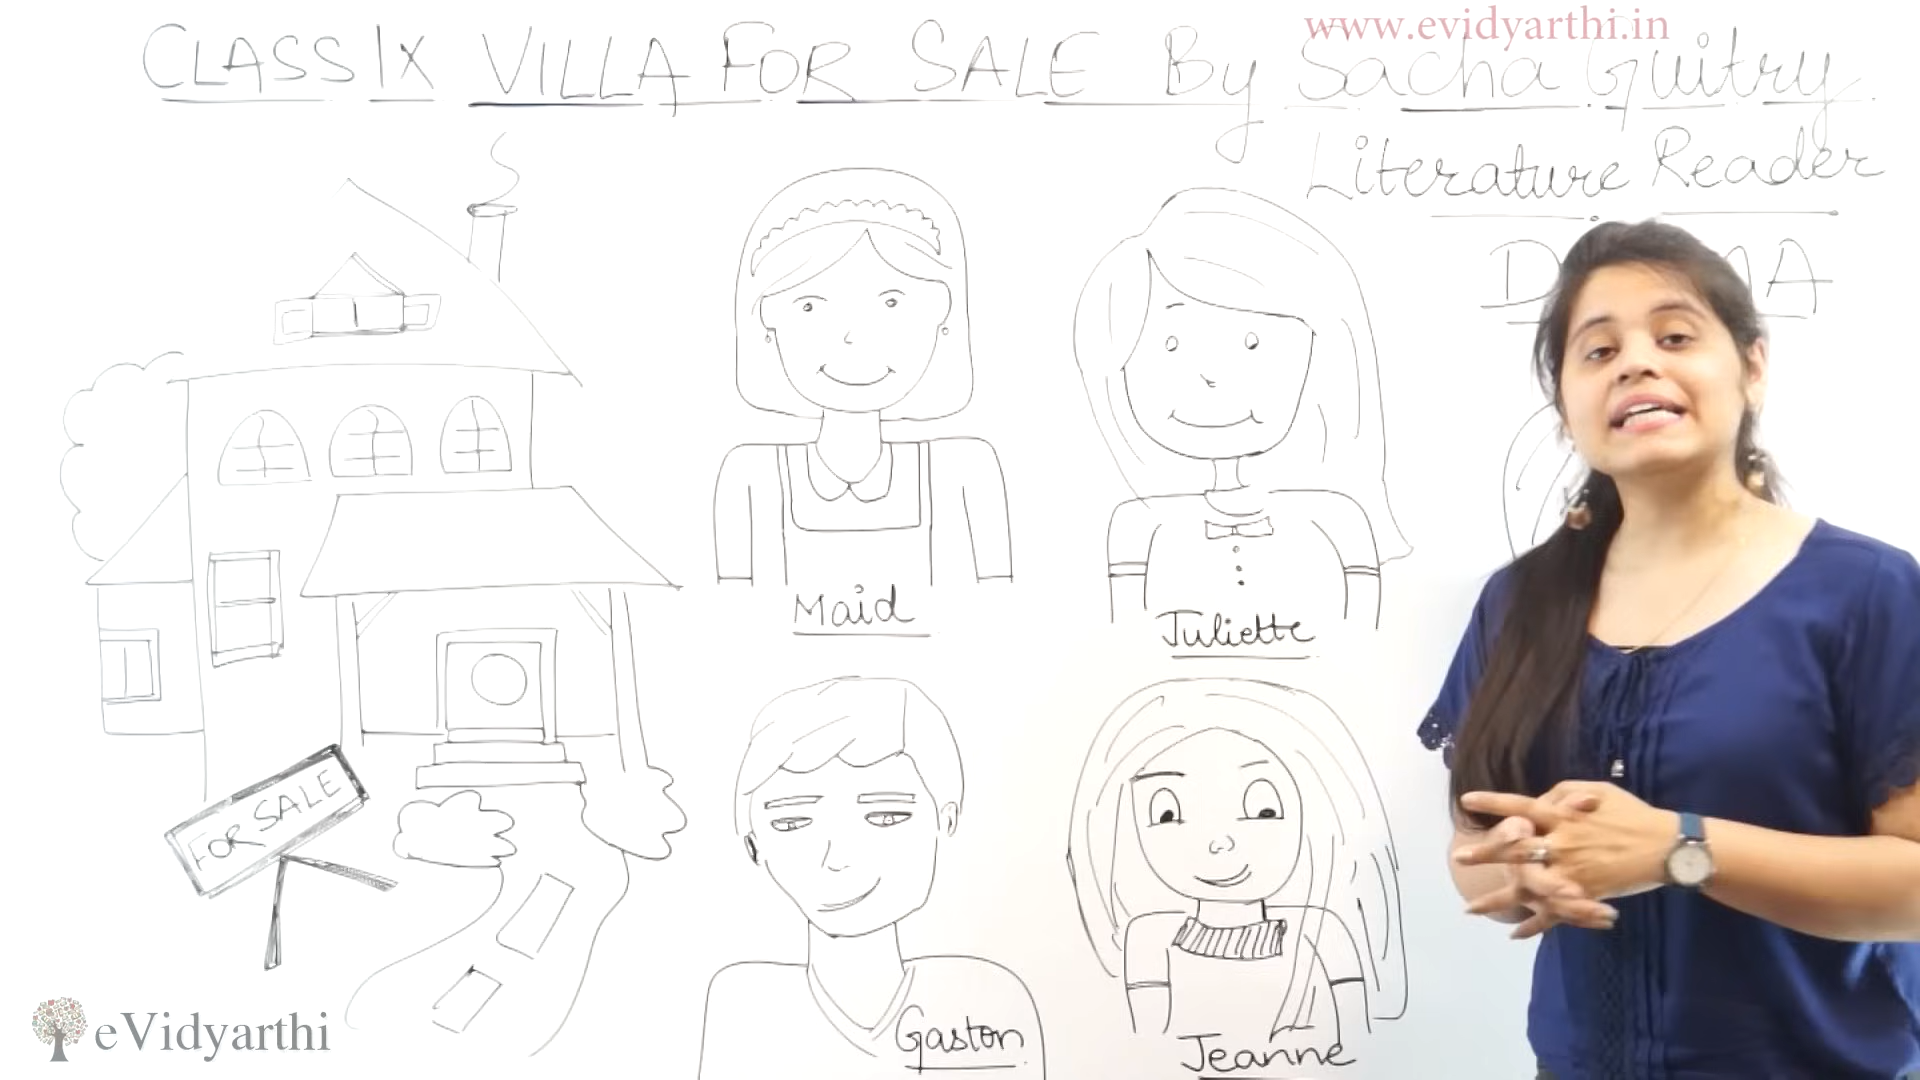 www.evidyarthi.in
CLASS IX VILLA FOR SALE By Sacha Guitry
Literature Reader
Maid
Juliette
FOR SALE
Gaston
Jeanne
eVidyarthi